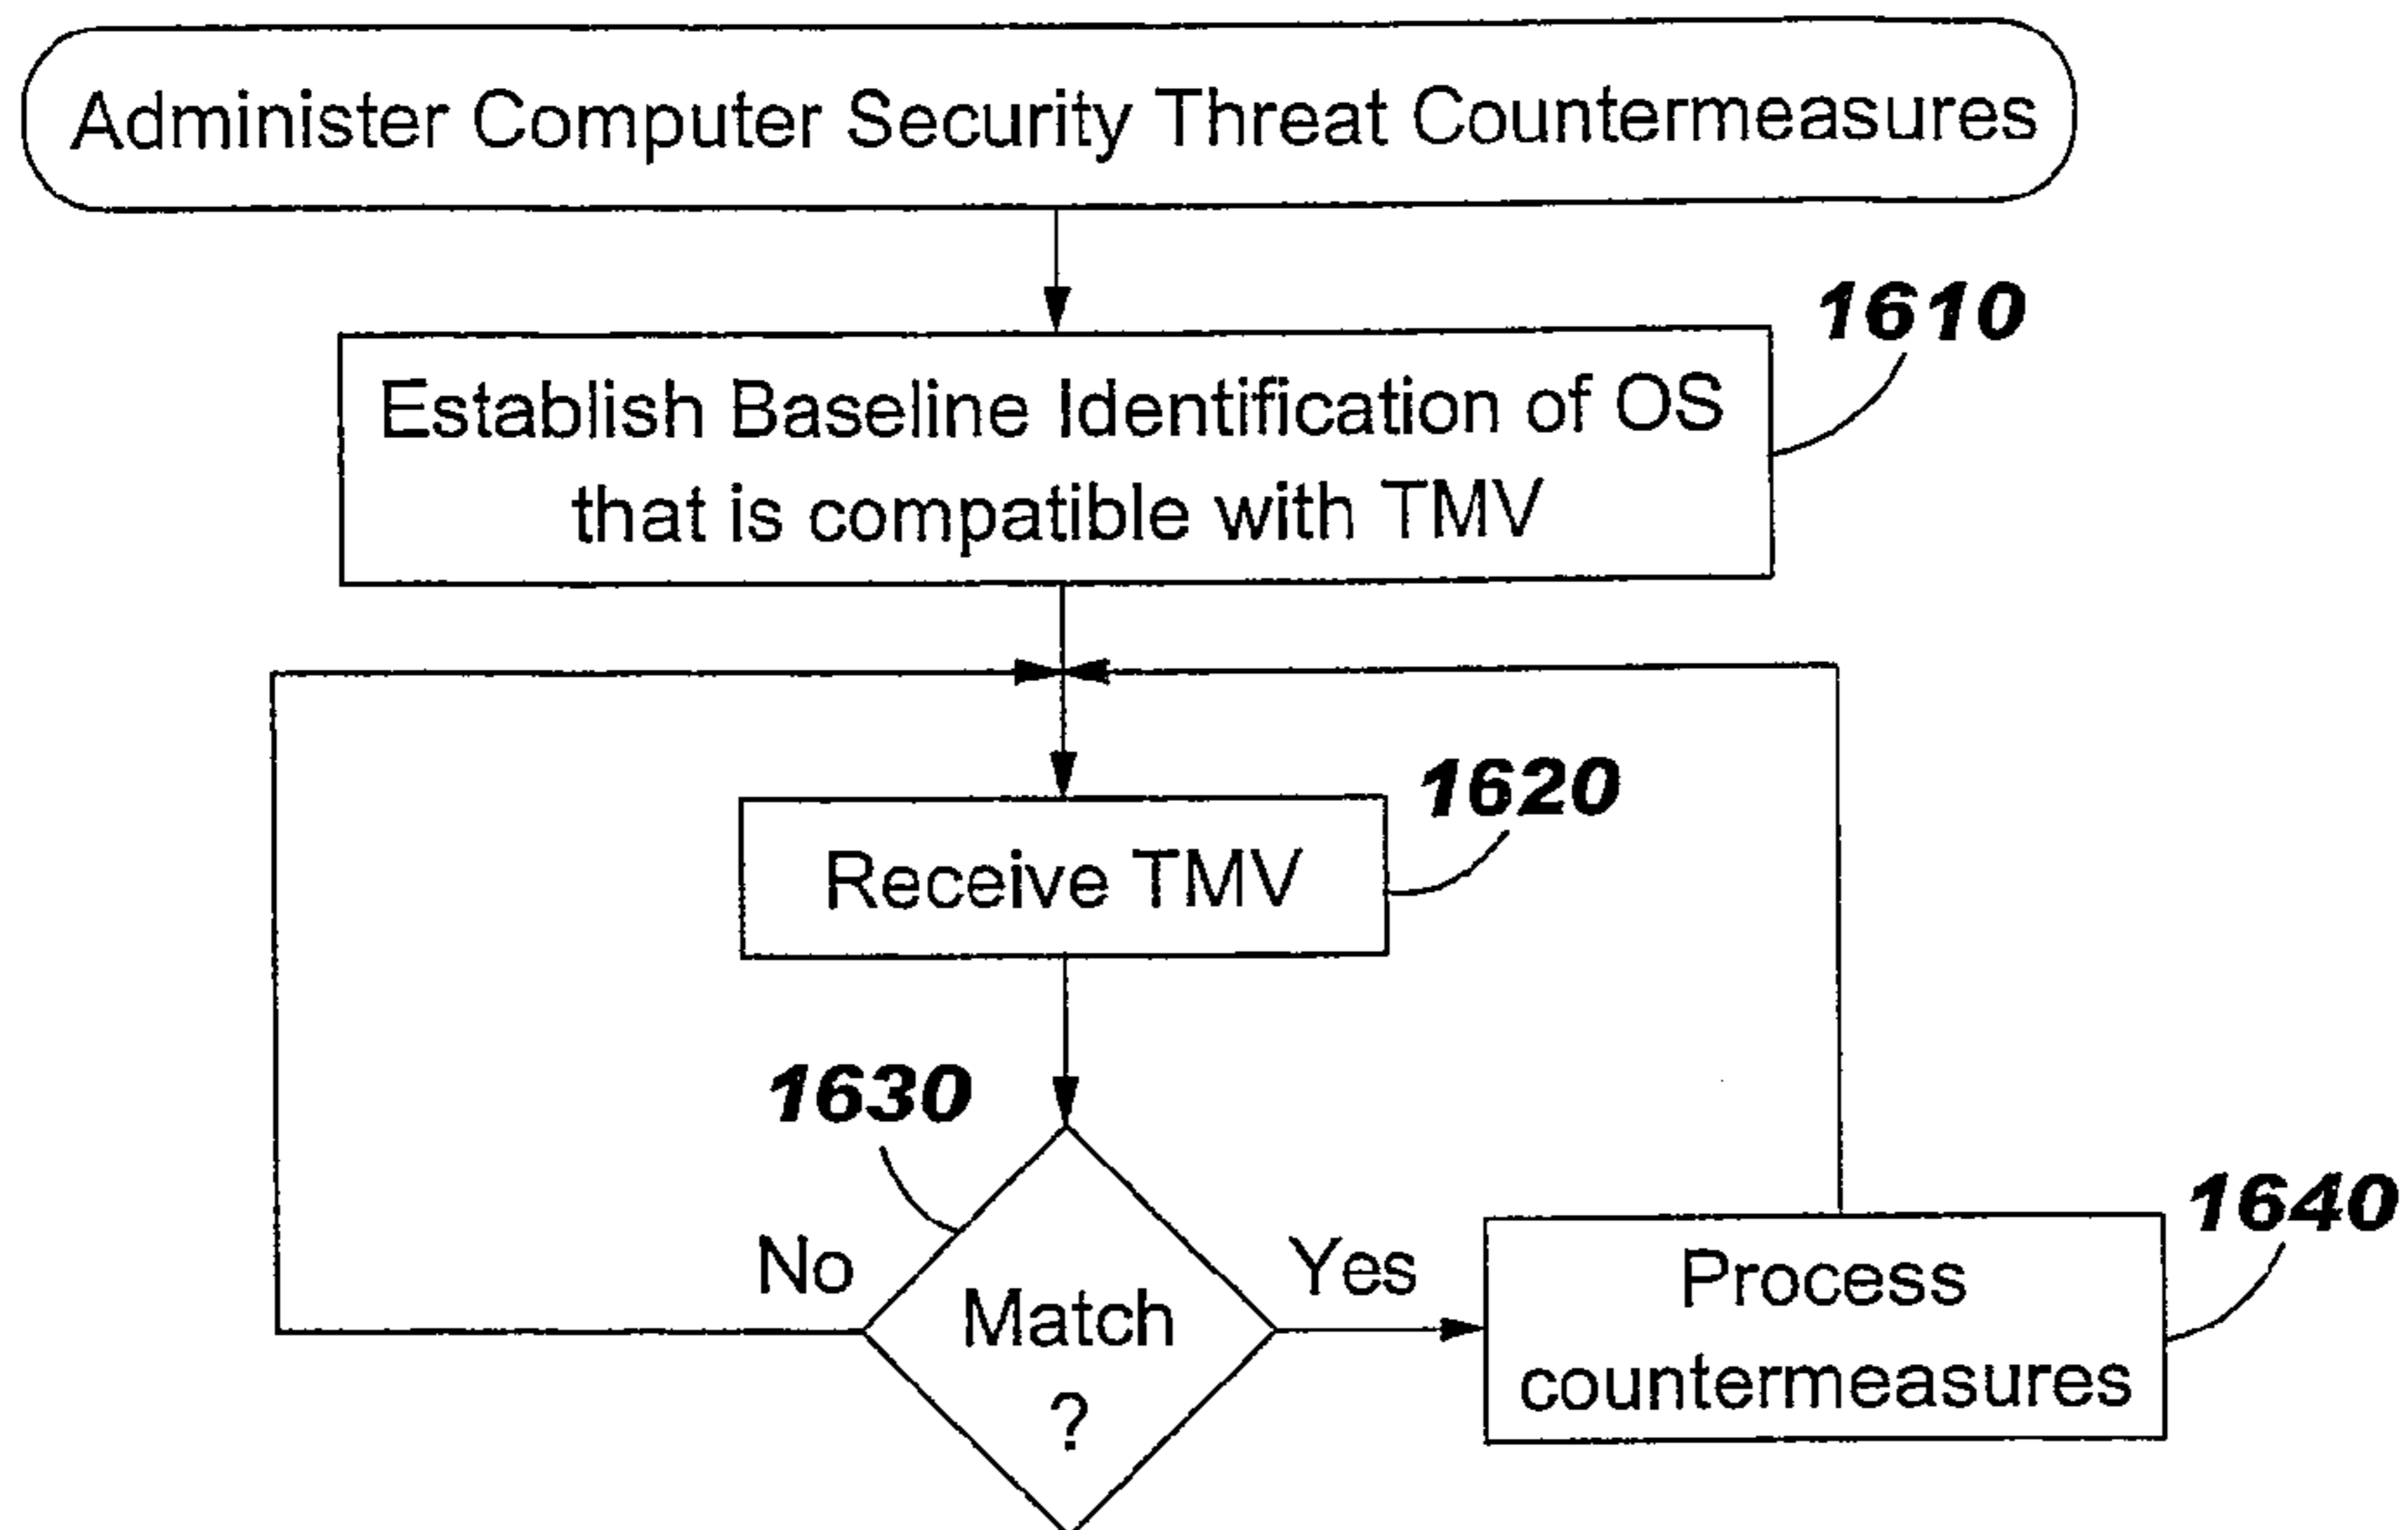 Administer Computer Security Threat Countermeasures
1610
Establish Baseline Identification of OS
that is compatible with TMV
1620
Receive TMV
1630
No
Match
?
Yes
1640
Process
countermeasures